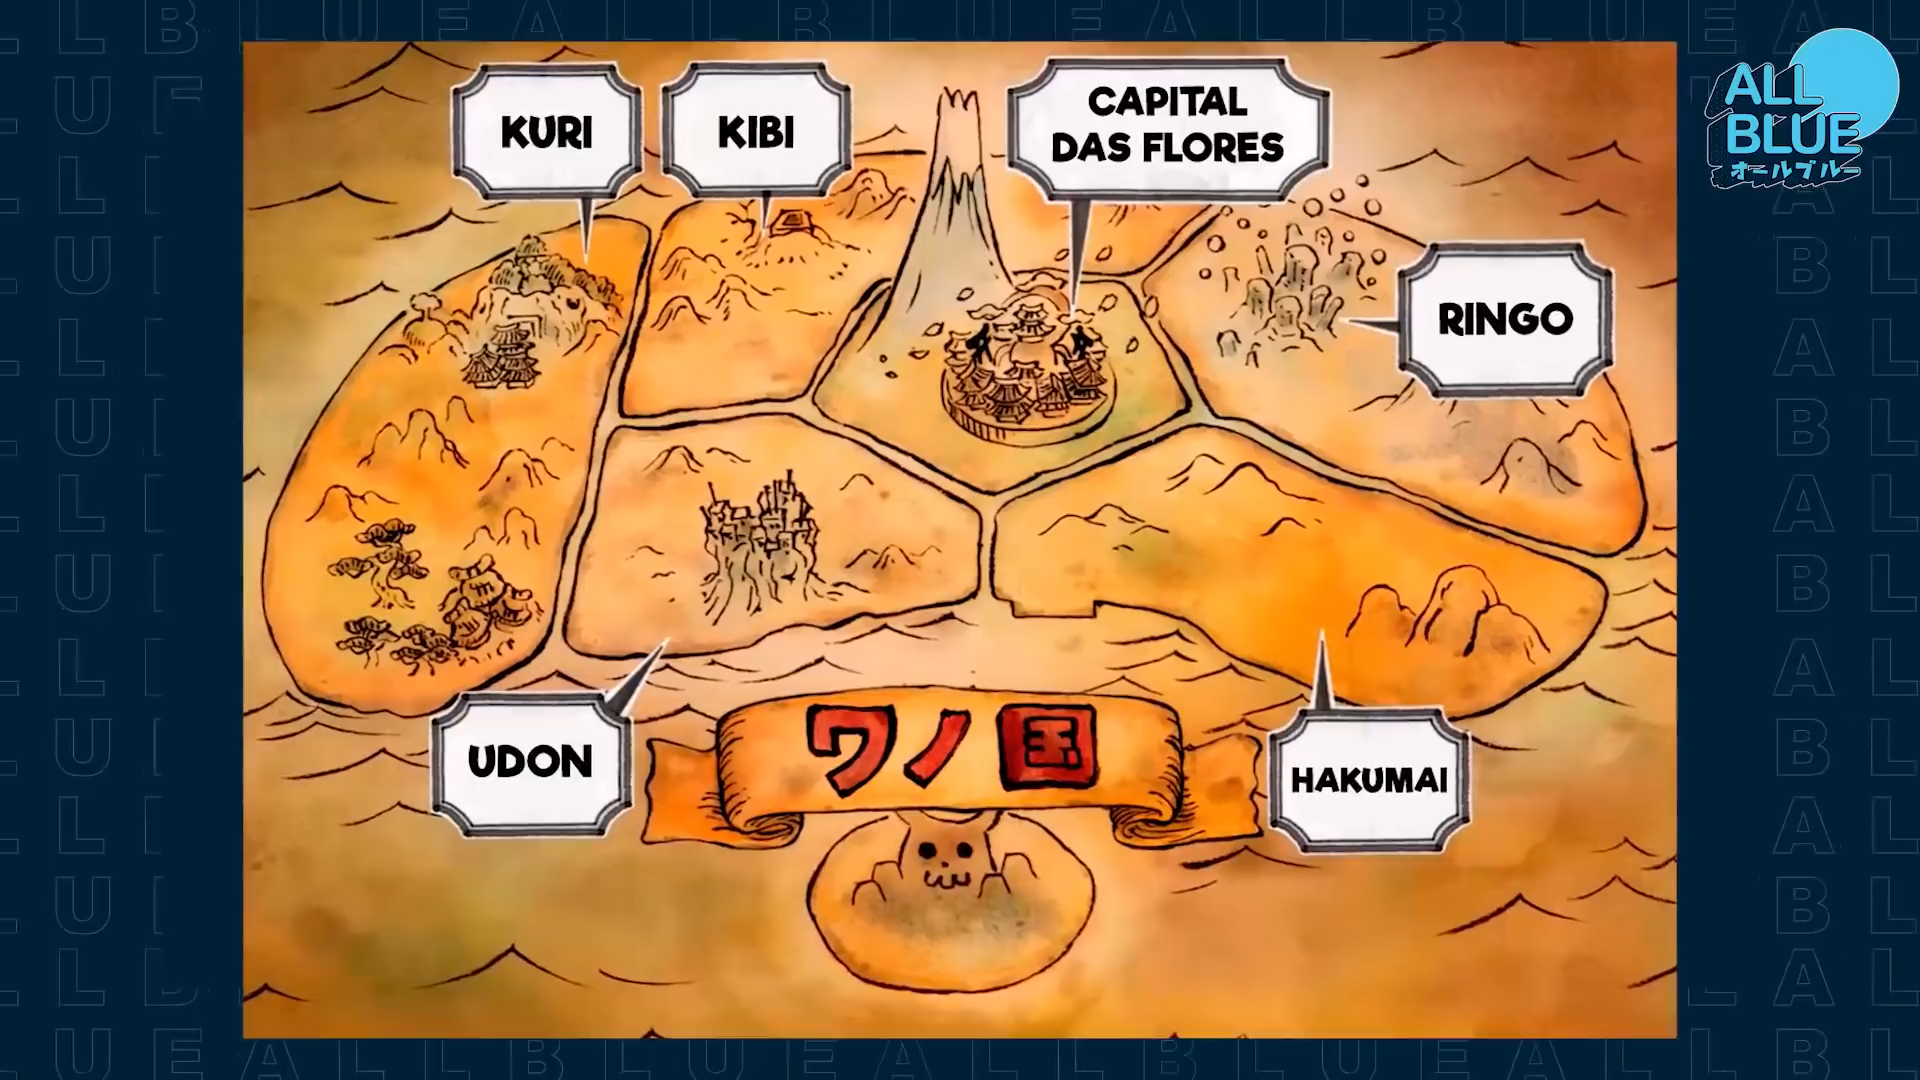 KURI
KIBI
CAPITAL
DAS FLORES
RINGO
UDON
HAKUMAI
ワノ国
ALL
BLUE
オールブルー